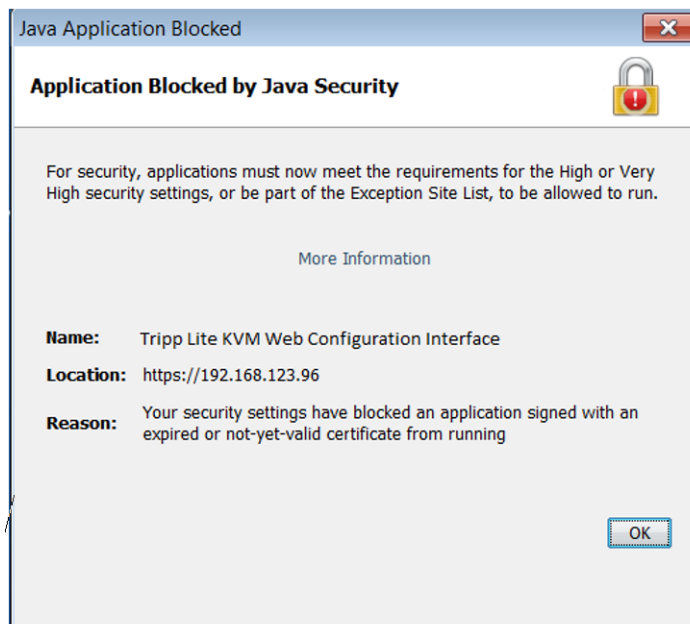 Java Application Blocked
Application Blocked by Java Security
For security, applications must now meet the requirements for the High or Very
High security settings, or be part of the Exception Site List, to be allowed to run.
More Information
Name: Tripp Lite KVM Web Configuration Interface
Location: https://192.168.123.96
Reason: Your security settings have blocked an application signed with an
expired or not-yet-valid certificate from running
OK